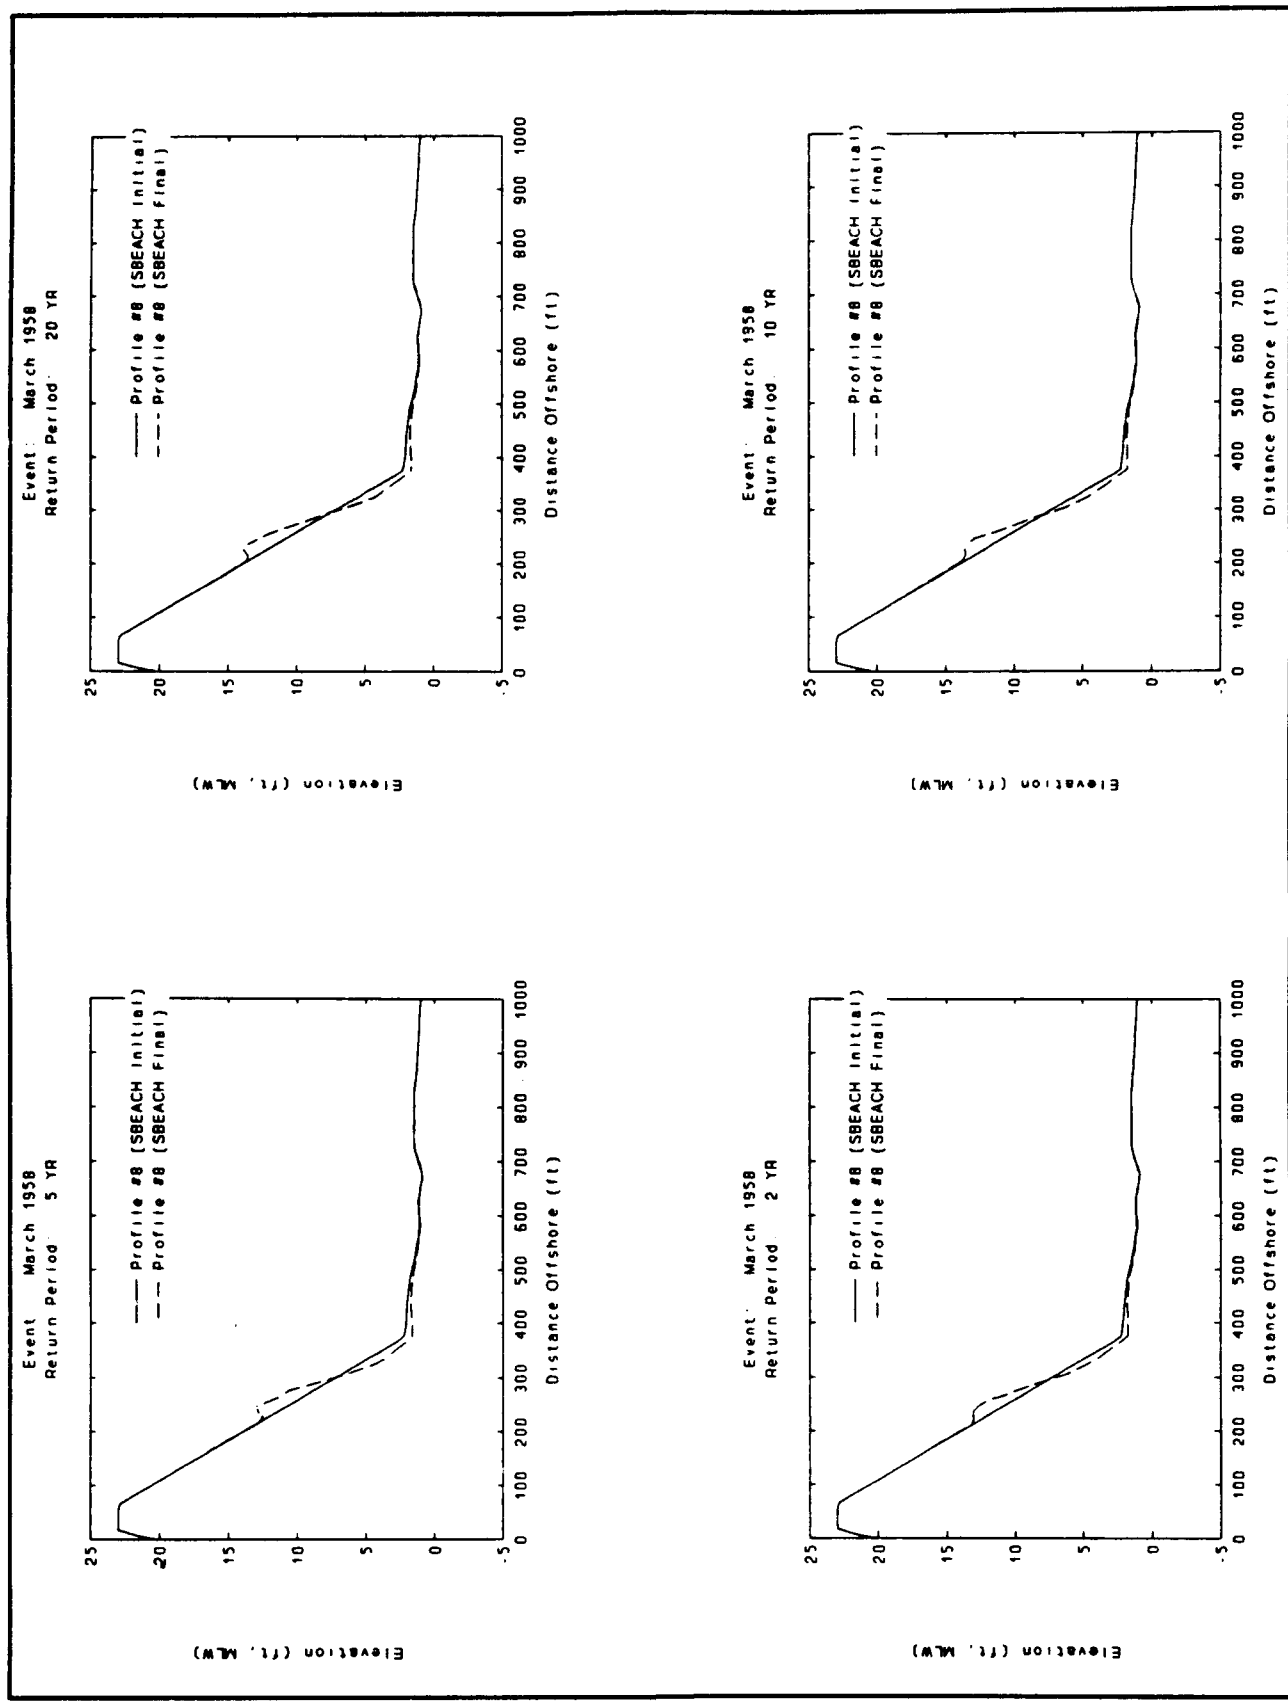 Event: March 1958
Return Period: 5 YR
Profile #8 (SBEACH Initial)
Profile #8 (SBEACH Final)
Elevation (ft, MLW)
25
20
15
10
5
0
-5
0 100 200 300 400 500 600 700 800 900 1000
Distance Offshore (ft)
Event: March 1958
Return Period: 20 YR
Profile #8 (SBEACH Initial)
Profile #8 (SBEACH Final)
Elevation (ft, MLW)
25
20
15
10
5
0
-5
0 100 200 300 400 500 600 700 800 900 1000
Distance Offshore (ft)
Event: March 1958
Return Period: 2 YR
Profile #8 (SBEACH Initial)
Profile #8 (SBEACH Final)
Elevation (ft, MLW)
25
20
15
10
5
0
-5
0 100 200 300 400 500 600 700 800 900 1000
Distance Offshore (ft)
Event: March 1958
Return Period: 10 YR
Profile #8 (SBEACH Initial)
Profile #8 (SBEACH Final)
Elevation (ft, MLW)
25
20
15
10
5
0
-5
0 100 200 300 400 500 600 700 800 900 1000
Distance Offshore (ft)